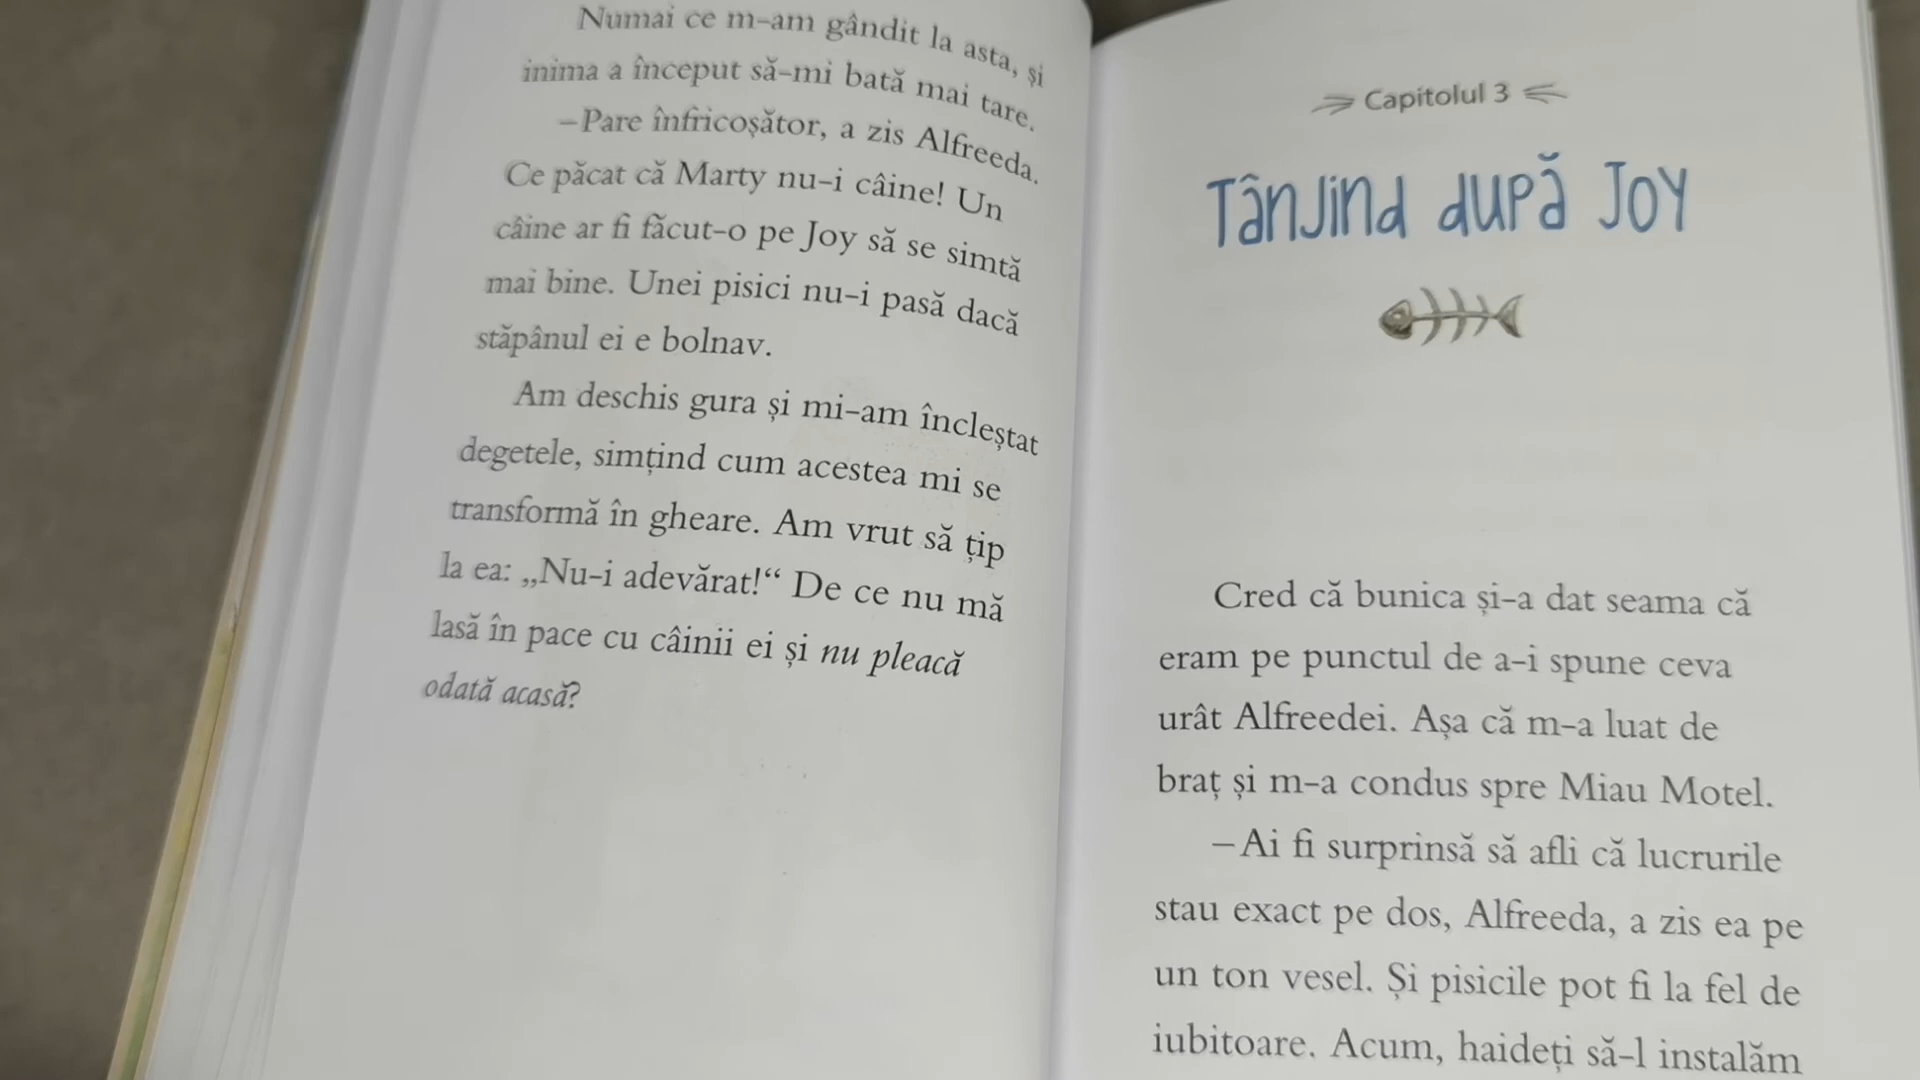 Numai ce m-am gândit la asta, și
inima a început să-mi bată mai tare.
–Pare înfricoșător, a zis Alfreeda.
Ce păcat că Marty nu-i câine! Un
câine ar fi făcut-o pe Joy să se simtă
mai bine. Unei pisici nu-i pasă dacă
stăpânul ei e bolnav.
Am deschis gura și mi-am încleștat
degetele, simțind cum acestea mi se
transformă în gheare. Am vrut să țip
la ea: „Nu-i adevărat!“ De ce nu mă
lasă în pace cu câinii ei și nu pleacă
odată acasă?
Capitolul 3
Tânjind după Joy
Cred că bunica și-a dat seama că
eram pe punctul de a-i spune ceva
urât Alfreedei. Așa că m-a luat de
braț și m-a condus spre Miau Motel.
–Ai fi surprinsă să afli că lucrurile
stau exact pe dos, Alfreeda, a zis ea pe
un ton vesel. Și pisicile pot fi la fel de
iubitoare. Acum, haideți să-l instalăm